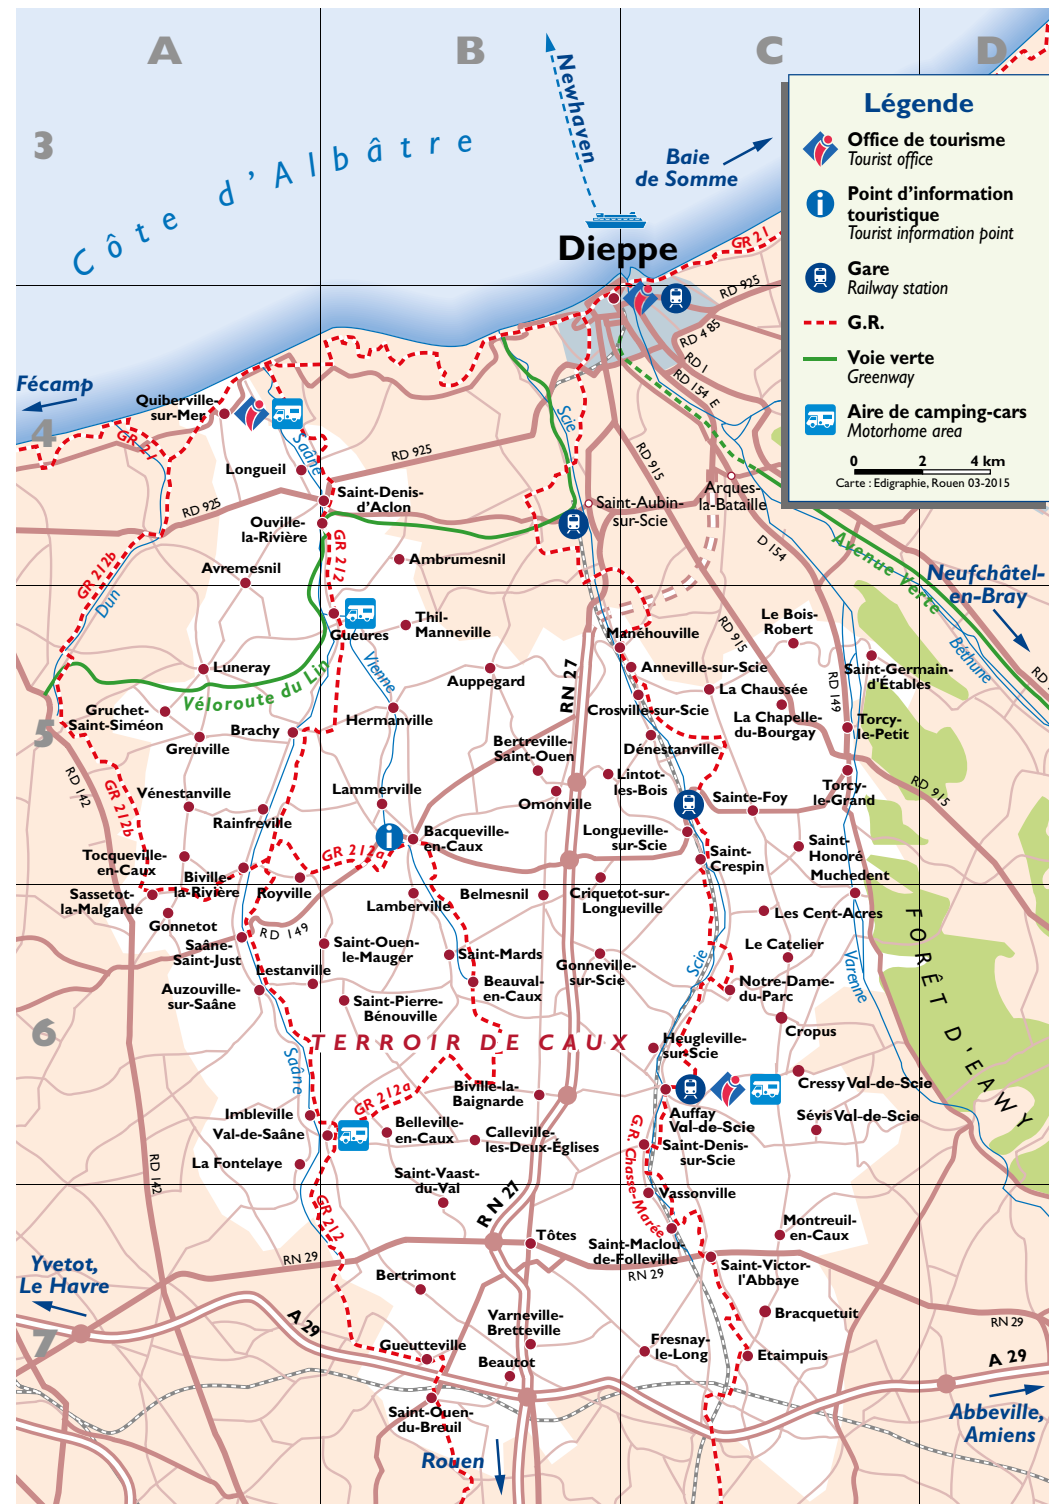 A
B
C
D
3
Côte d'Albâtre
Newhaven
Baie
de Somme
Dieppe
GR 21
Légende
Office de tourisme
Tourist office
Point d'information
touristique
Tourist information point
Gare
Railway station
G.R.
Voie verte
Greenway
Aire de camping-cars
Motorhome area
0 2 4 km
Carte : Edigraphie, Rouen 03-2015
RD 925
RD 485
RD 1
RD 154 E
Fécamp
4
Quiberville-
sur-Mer
GR 21
Saâne
Scie
Longueil
RD 925
RD 915
Saint-Denis-
d'Aclon
RD 925
Saint-Aubin-
sur-Scie
Arques-
la-Bataille
Ouville-
la-Rivière
GR 212
D 154
Avenue Verte
Ambrumesnil
Avremesnil
GR 212b
Dun
Neufchâtel-
en-Bray
Gueures
Thil-
Manneville
Le Bois-
Robert
RD 915
Manéhouville
Béthune
Luneray
Vienne
Auppegard
RN 27
Anneville-sur-Scie
Saint-Germain-
d'Étables
RD
Véloroute du Lin
La Chaussée
RD 149
5
Gruchet-
Saint-Siméon
Hermanville
Crosville-sur-Scie
La Chapelle-
du-Bourgay
Torcy-
le-Petit
Greuville
Brachy
Bertreville-
Saint-Ouen
Dénestanville
RD 142
GR 212b
Vénestanville
Lammerville
Omonville
Lintot-
les-Bois
Sainte-Foy
Torcy-
le-Grand
RD 915
Rainfreville
Bacqueville-
en-Caux
Longueville-
sur-Scie
Saint-
Crespin
Saint-
Honoré
Tocqueville-
en-Caux
GR 212a
Biville-
la-Rivière
Royville
Muchedent
Sassetot-
la-Malgarde
Lamberville
Belmesnil
Criquetot-sur-
Longueville
Les Cent-Acres
Gonnetot
RD 149
Saâne-
Saint-Just
Saint-Ouen-
le-Mauger
Saint-Mards
Gonneville-
sur-Scie
Scie
Le Catelier
Varenne
FORÊT D'EAWY
Lestanville
Auzouville-
sur-Saâne
Beauval-
en-Caux
Notre-Dame-
du-Parc
Saint-Pierre-
Bénouville
Cropus
6
TERROIR DE CAUX
Heugleville-
sur-Scie
Saâne
GR 212a
Biville-la-
Baignarde
Cressy Val-de-Scie
Imbleville
Auffay
Val-de-Scie
Sévis Val-de-Scie
Val-de-Saâne
Belleville-
en-Caux
Calleville-
les-Deux-Églises
G.R. Chasse-Marée
Saint-Denis-
sur-Scie
La Fontelaye
RD 142
Saint-Vaast-
du-Val
Vassonville
GR 212
RN 27
Tôtes
Montreuil-
en-Caux
Saint-Maclou-
de-Folleville
Yvetot,
Le Havre
RN 29
RN 29
Saint-Victor-
l'Abbaye
Bertrimont
Bracquetuit
RN 29
7
A 29
Varneville-
Bretteville
Gueutteville
Fresnay-
le-Long
Etaimpuis
A 29
Beautot
Saint-Ouen-
du-Breuil
Abbeville,
Amiens
Rouen